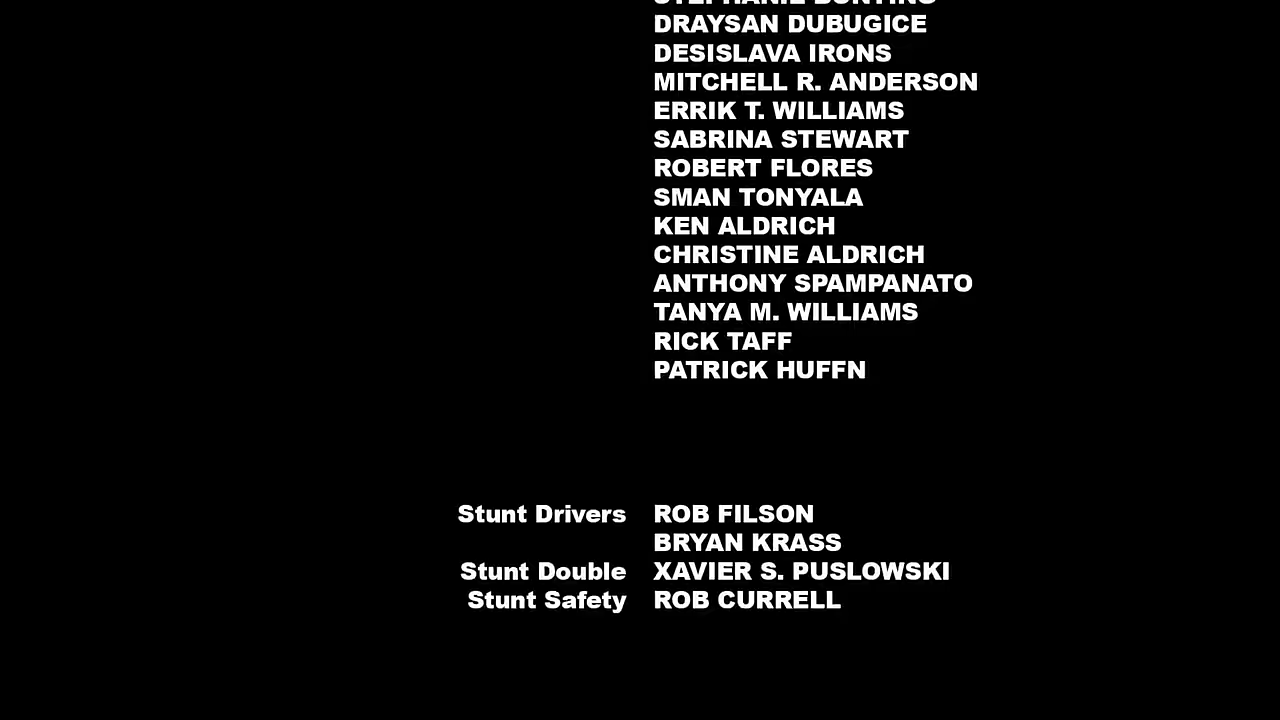 DRAYSAN DUBUGICE
DESISLAVA IRONS
MITCHELL R. ANDERSON
ERRIK T. WILLIAMS
SABRINA STEWART
ROBERT FLORES
SMAN TONYALA
KEN ALDRICH
CHRISTINE ALDRICH
ANTHONY SPAMPANATO
TANYA M. WILLIAMS
RICK TAFF
PATRICK HUFFN
Stunt Drivers ROB FILSON
BRYAN KRASS
Stunt Double XAVIER S. PUSLOWSKI
Stunt Safety ROB CURRELL